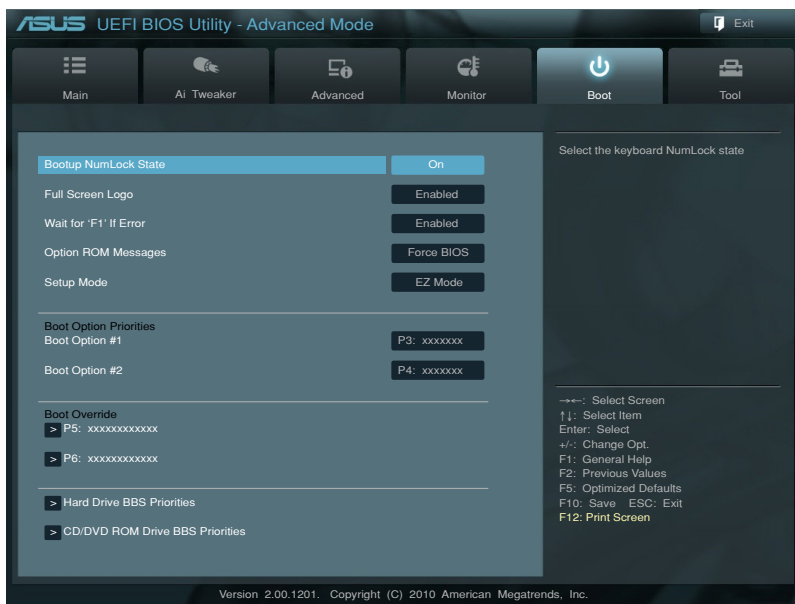 ASUS UEFI BIOS Utility - Advanced Mode
Exit
Main
Ai Tweaker
Advanced
Monitor
Boot
Tool
Bootup NumLock State On
Full Screen Logo Enabled
Wait for ‘F1’ If Error Enabled
Option ROM Messages Force BIOS
Setup Mode EZ Mode
Boot Option Priorities
Boot Option #1 P3: xxxxxxx
Boot Option #2 P4: xxxxxxx
Boot Override
> P5: xxxxxxxxxxxx
> P6: xxxxxxxxxxxx
> Hard Drive BBS Priorities
> CD/DVD ROM Drive BBS Priorities
Select the keyboard NumLock state
→←: Select Screen
↑↓: Select Item
Enter: Select
+/-: Change Opt.
F1: General Help
F2: Previous Values
F5: Optimized Defaults
F10: Save ESC: Exit
F12: Print Screen
Version 2.00.1201. Copyright (C) 2010 American Megatrends, Inc.